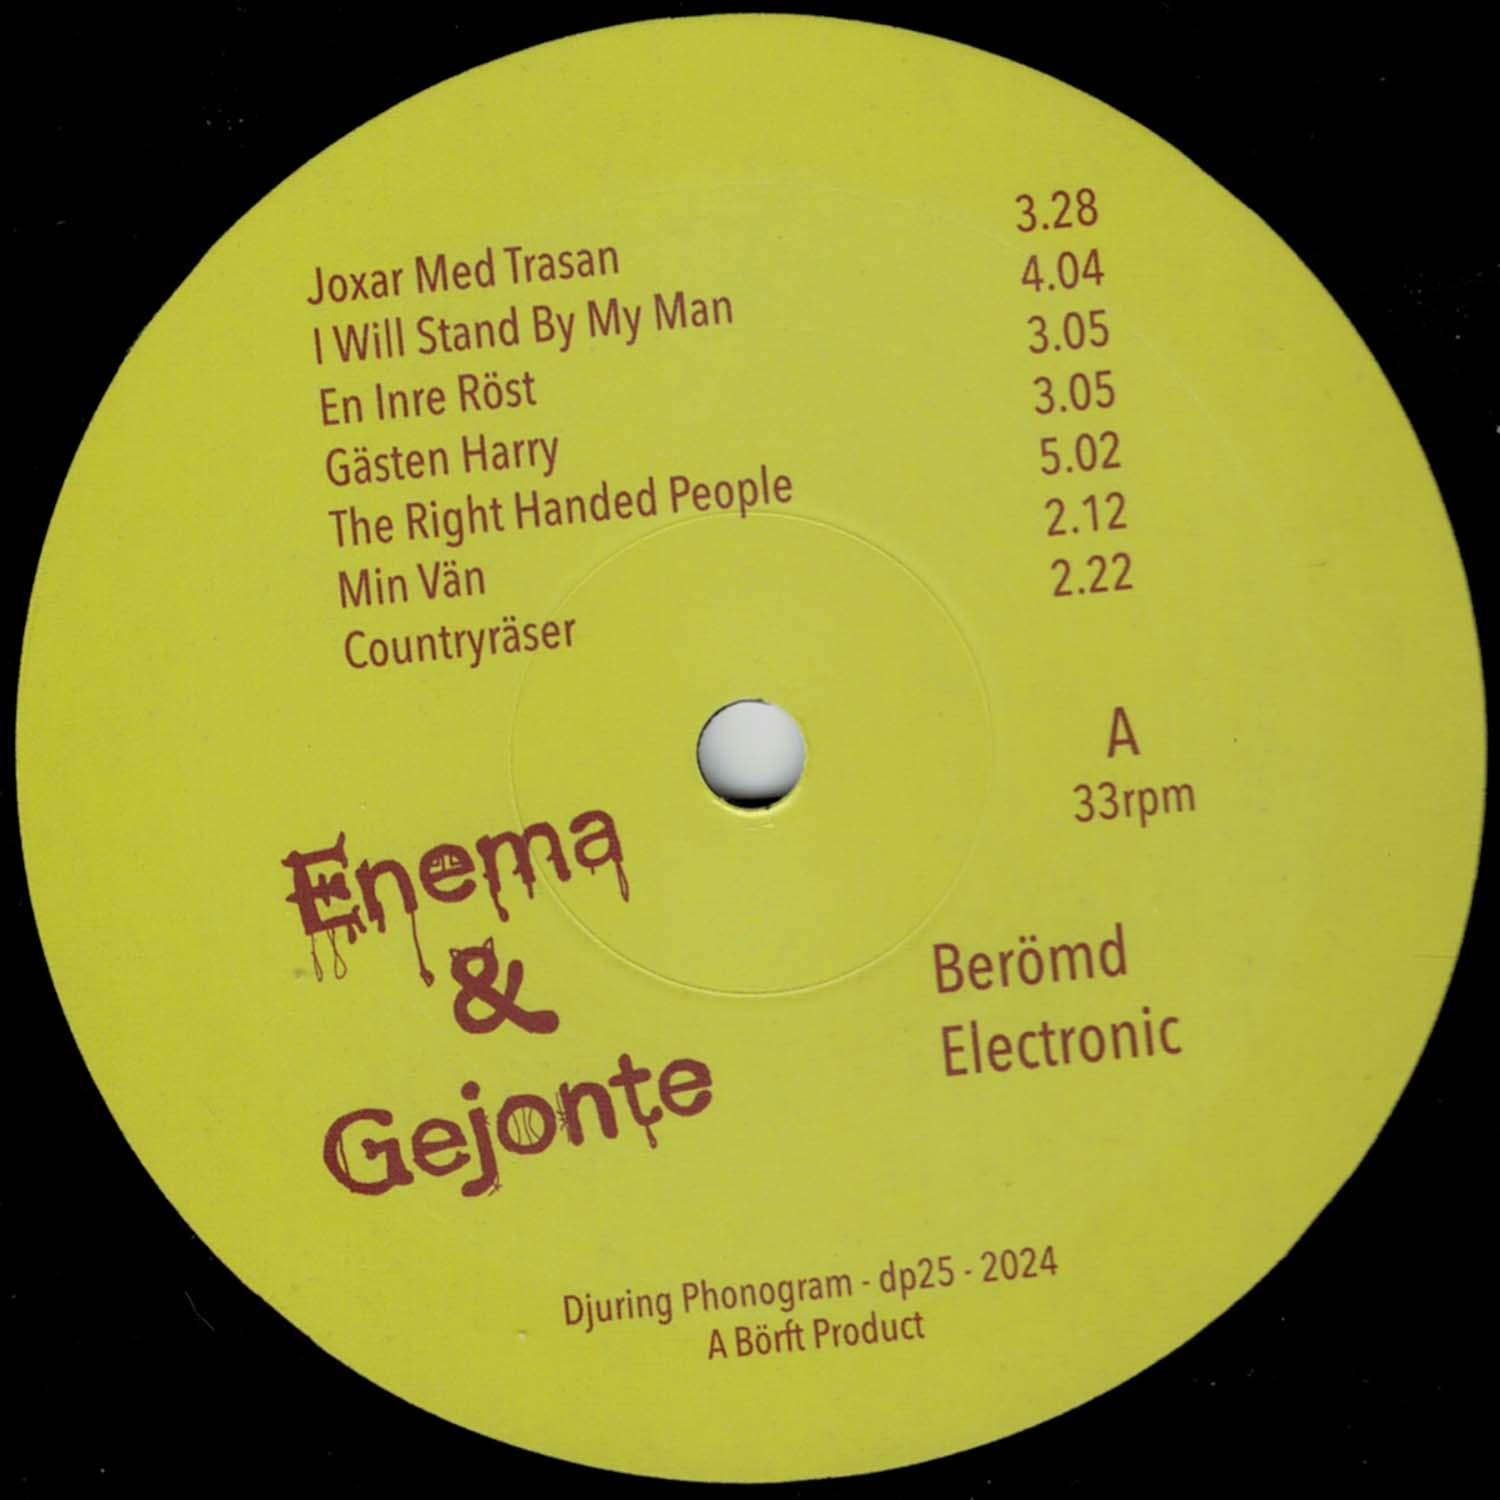 Joxar Med Trasan 3.28
I Will Stand By My Man 4.04
En Inre Röst 3.05
Gästen Harry 3.05
The Right Handed People 5.02
Min Vän 2.12
Countryräser 2.22
A
33rpm
Enema
&
Gejonte
Berömd
Electronic
Djuring Phonogram - dp25 - 2024
A Börft Product